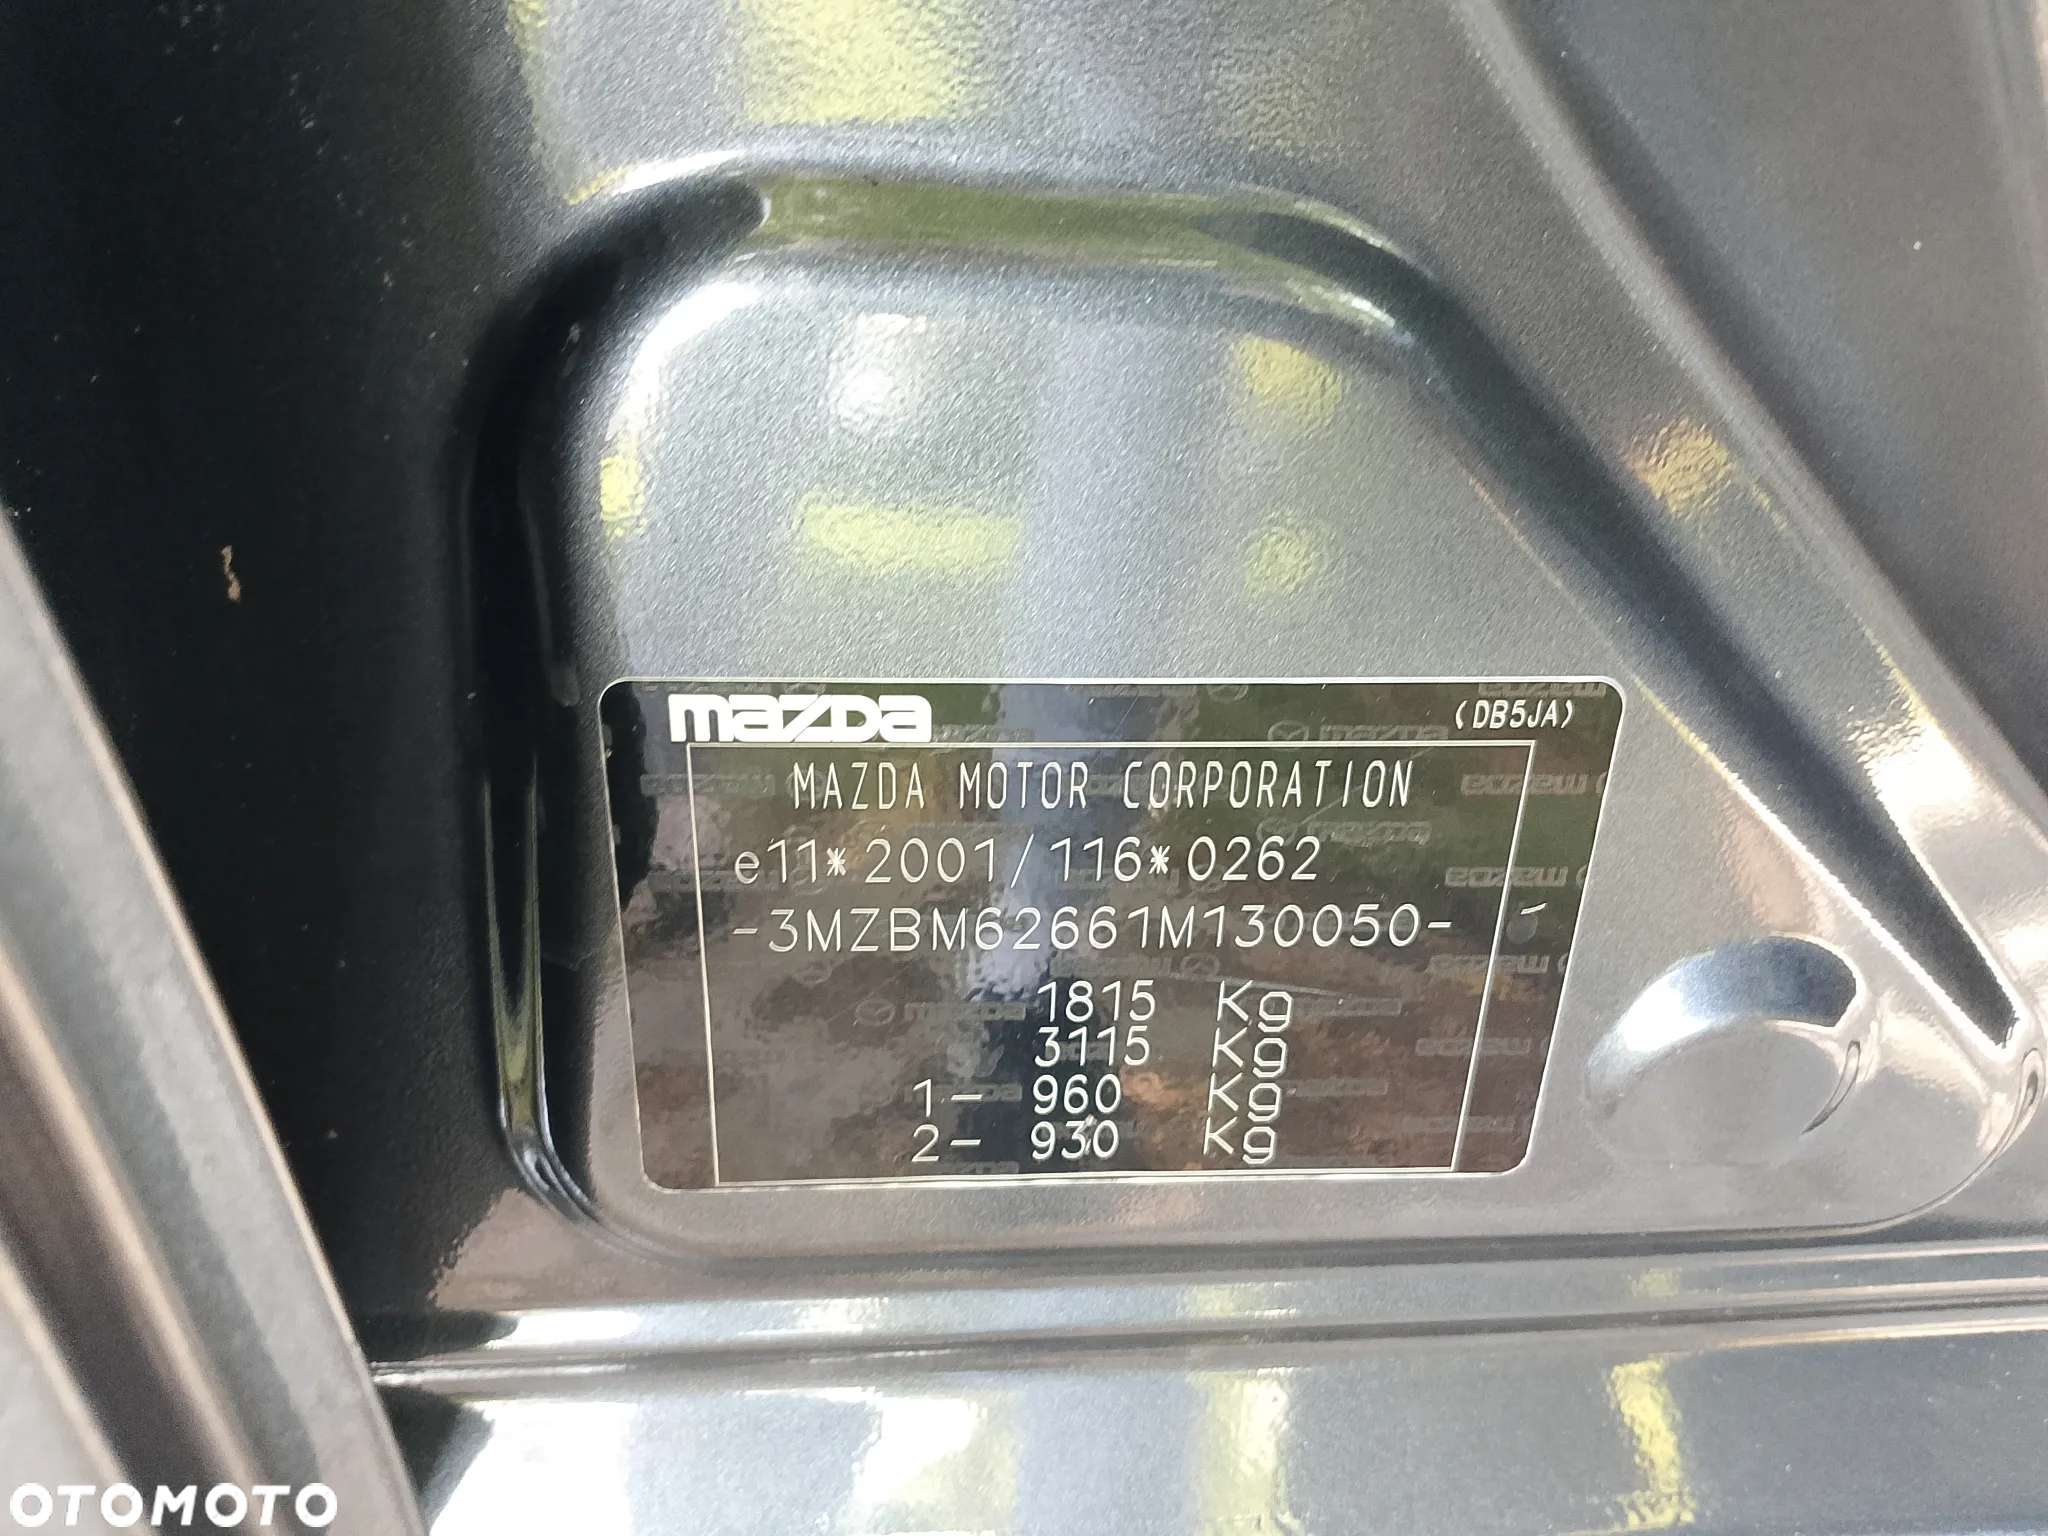 mazda (DB5JA)
MAZDA MOTOR CORPORATION
e11*2001/116*0262
-3MZBM62661M130050-
1815 Kg
3115 Kg
1- 960 Kg
2- 930 Kg
OTOMOTO